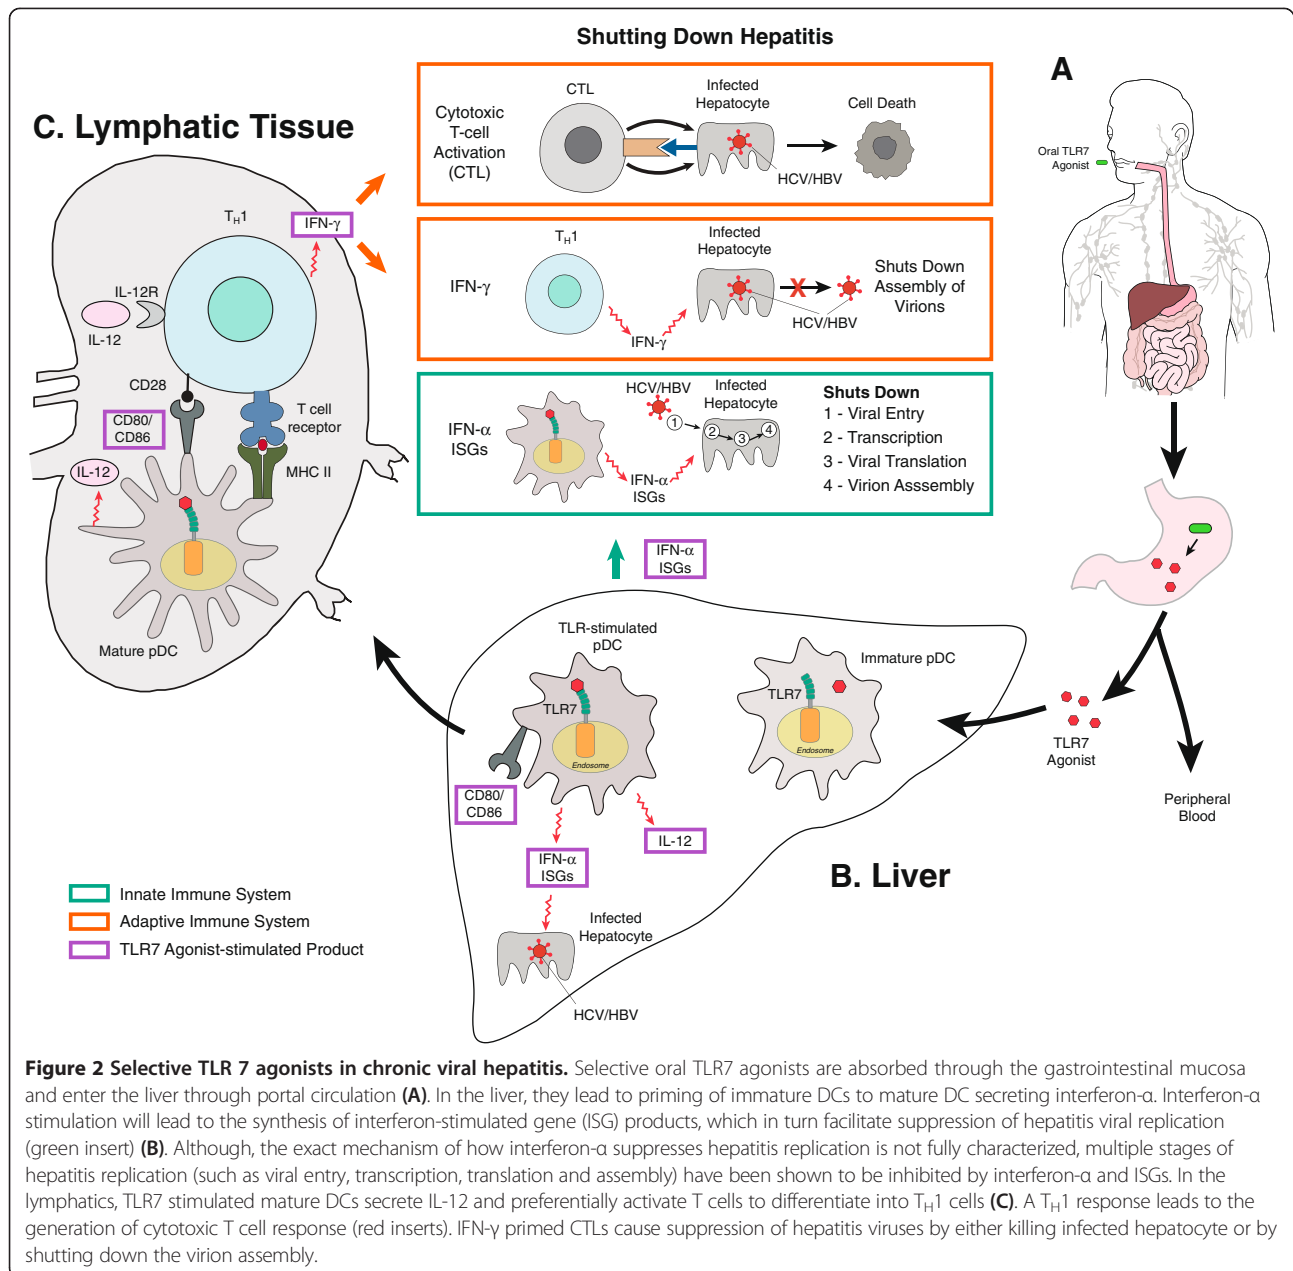 Shutting Down Hepatitis
A
C. Lymphatic Tissue
Cytotoxic
T-cell
Activation
(CTL)
CTL
Infected
Hepatocyte
Cell Death
HCV/HBV
Oral TLR7
Agonist
TH1
IFN-γ
IL-12R
IL-12
CD28
CD80/
CD86
T cell
receptor
IL-12
MHC II
Mature pDC
IFN-γ
TH1
Infected
Hepatocyte
X
Shuts Down
Assembly of
Virions
HCV/HBV
IFN-γ
IFN-α
ISGs
HCV/HBV
Infected
Hepatocyte
1
2
3
4
IFN-α
ISGs
Shuts Down
1 - Viral Entry
2 - Transcription
3 - Viral Translation
4 - Virion Asssembly
IFN-α
ISGs
TLR-stimulated
pDC
TLR7
Endosome
Immature pDC
TLR7
Endosome
TLR7
Agonist
Peripheral
Blood
CD80/
CD86
IL-12
IFN-α
ISGs
B. Liver
Infected
Hepatocyte
HCV/HBV
Innate Immune System
Adaptive Immune System
TLR7 Agonist-stimulated Product
Figure 2 Selective TLR 7 agonists in chronic viral hepatitis. Selective oral TLR7 agonists are absorbed through the gastrointestinal mucosa
and enter the liver through portal circulation (A). In the liver, they lead to priming of immature DCs to mature DC secreting interferon-α. Interferon-α
stimulation will lead to the synthesis of interferon-stimulated gene (ISG) products, which in turn facilitate suppression of hepatitis viral replication
(green insert) (B). Although, the exact mechanism of how interferon-α suppresses hepatitis replication is not fully characterized, multiple stages of
hepatitis replication (such as viral entry, transcription, translation and assembly) have been shown to be inhibited by interferon-α and ISGs. In the
lymphatics, TLR7 stimulated mature DCs secrete IL-12 and preferentially activate T cells to differentiate into TH1 cells (C). A TH1 response leads to the
generation of cytotoxic T cell response (red inserts). IFN-γ primed CTLs cause suppression of hepatitis viruses by either killing infected hepatocyte or by
shutting down the virion assembly.